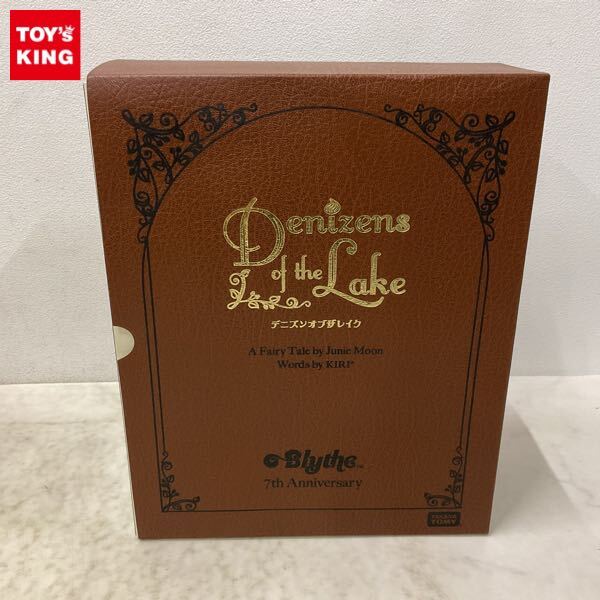 TOY's
KING
Denizens
of the Lake
デニズンオブザレイク
A Fairy Tale by Junie Moon
Words by KIRI*
Blythe™
7th Anniversary
TAKARA
TOMY